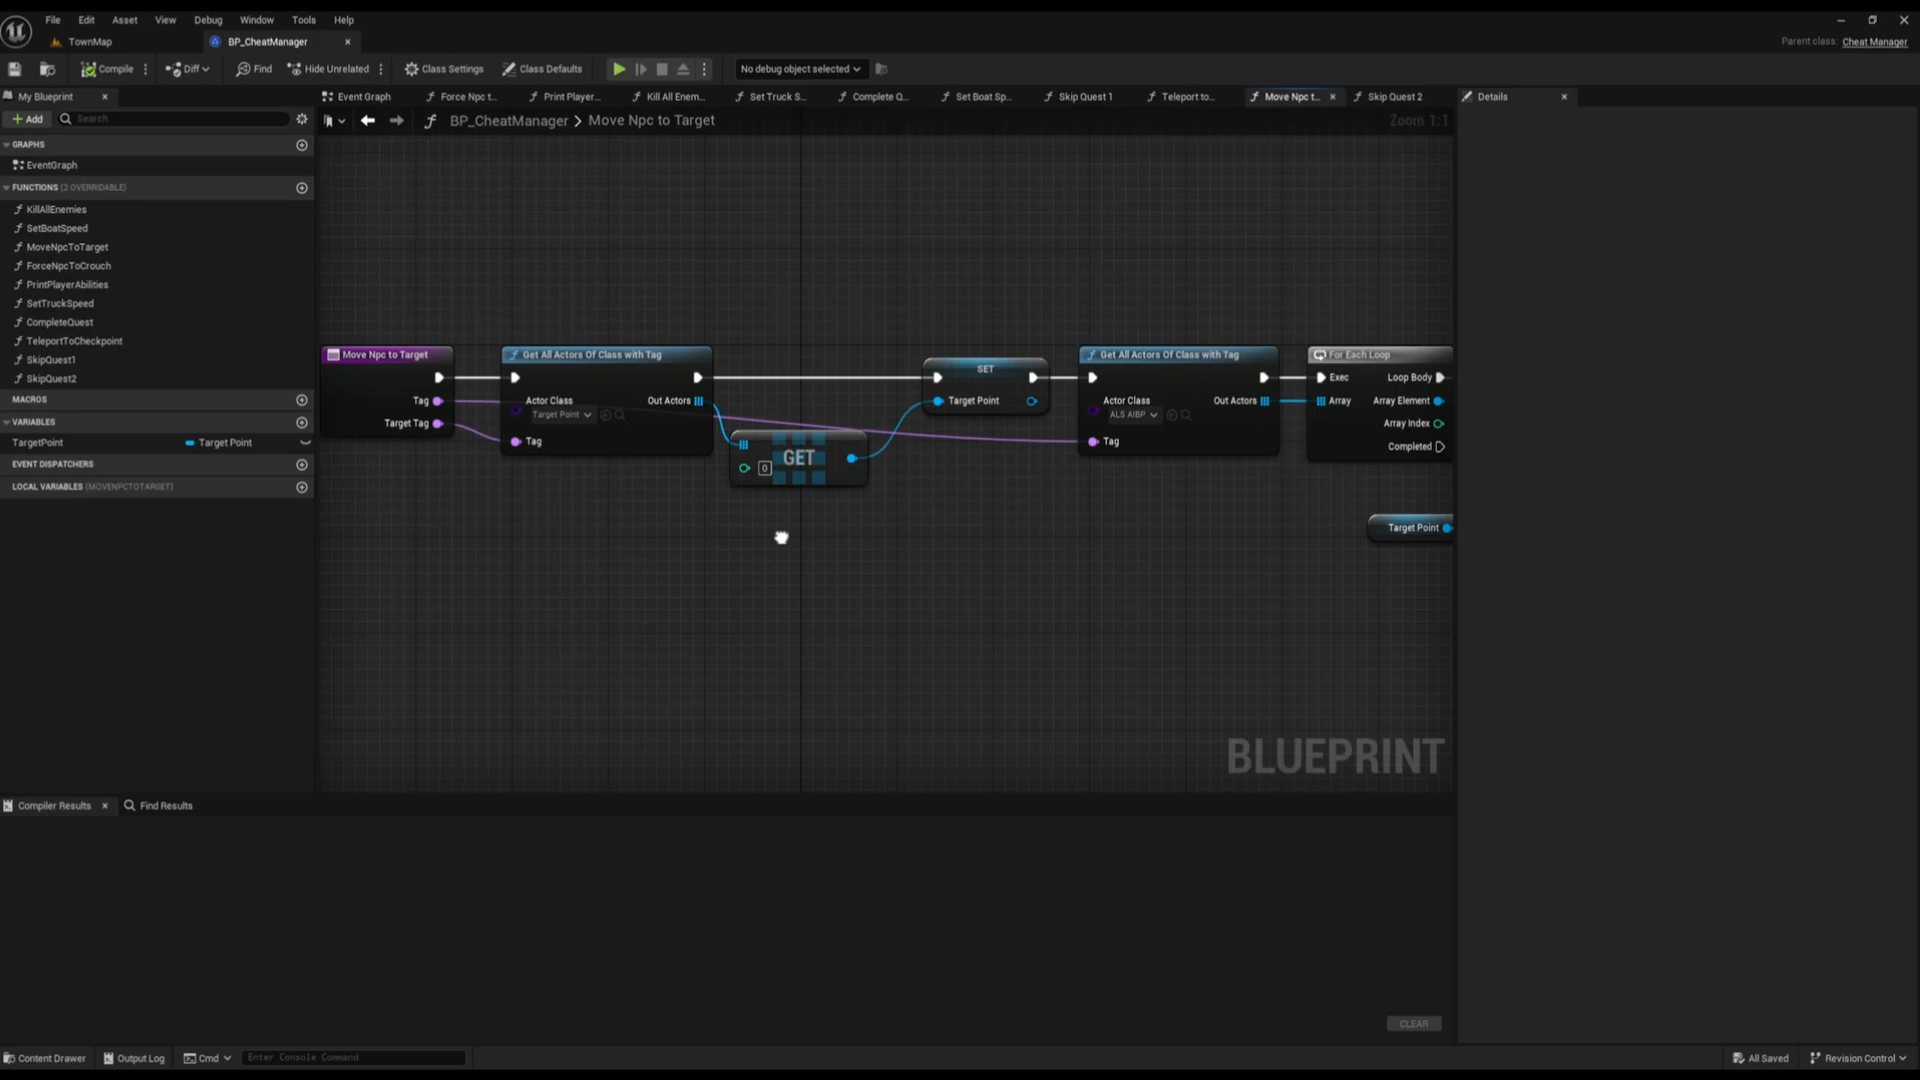 File Edit Asset View Debug Window Tools Help
TownMap
BP_CheatManager
Parent class: Cheat Manager
Compile
Diff
Find
Hide Unrelated
Class Settings
Class Defaults
No debug object selected
My Blueprint
Add
Search
GRAPHS
EventGraph
FUNCTIONS (2 OVERRIDABLE)
KillAllEnemies
SetBoatSpeed
MoveNpcToTarget
ForceNpcToCrouch
PrintPlayerAbilities
SetTruckSpeed
CompleteQuest
TeleportToCheckpoint
SkipQuest1
SkipQuest2
MACROS
VARIABLES
TargetPoint Target Point
EVENT DISPATCHERS
LOCAL VARIABLES (MOVENPCTOTARGET)
Event Graph
Force Npc t...
Print Player...
Kill All Enem...
Set Truck S...
Complete Q...
Set Boat Sp...
Skip Quest 1
Teleport to...
Move Npc t...
Skip Quest 2
BP_CheatManager > Move Npc to Target
Zoom 1:1
Move Npc to Target
Tag
Target Tag
Get All Actors Of Class with Tag
Actor Class
Target Point
Out Actors
Tag
0
GET
SET
Target Point
Get All Actors Of Class with Tag
Actor Class
ALS AIBP
Out Actors
Tag
For Each Loop
Exec
Loop Body
Array
Array Element
Array Index
Completed
Target Point
BLUEPRINT
Details
Compiler Results
Find Results
CLEAR
Content Drawer
Output Log
Cmd
Enter Console Command
All Saved
Revision Control